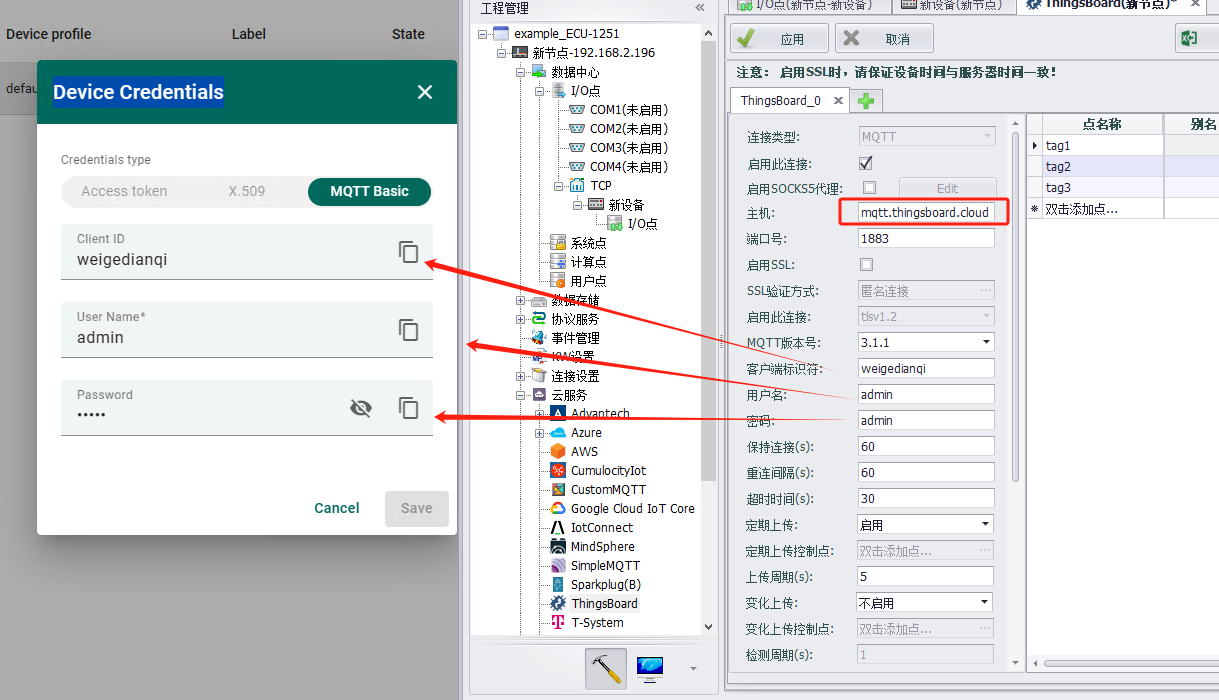 Device profile
Label
State
defau
Device Credentials
Credentials type
Access token
X.509
MQTT Basic
Client ID
weigedianqi
User Name*
admin
Password
•••••
Cancel
Save
工程管理
example_ECU-1251
新节点-192.168.2.196
数据中心
I/O点
COM1(未启用)
COM2(未启用)
COM3(未启用)
COM4(未启用)
TCP
新设备
I/O点
系统点
计算点
用户点
数据存储
协议服务
事件管理
KW设置
连接设置
云服务
Advantech
Azure
AWS
CumulocityIot
CustomMQTT
Google Cloud IoT Core
IotConnect
MindSphere
SimpleMQTT
Sparkplug(B)
ThingsBoard
T-System
I/O点(新节点-新设备)
新设备(新节点)
ThingsBoard(新节点)*
应用
取消
注意： 启用SSL时，请保证设备时间与服务器时间一致！
ThingsBoard_0
连接类型:
MQTT
启用此连接:
启用SOCKS5代理:
Edit
主机:
mqtt.thingsboard.cloud
端口号:
1883
启用SSL:
SSL验证方式:
匿名连接
启用此连接:
tlsv1.2
MQTT版本号:
3.1.1
客户端标识符:
weigedianqi
用户名:
admin
密码:
admin
保持连接(s):
60
重连间隔(s):
60
超时时间(s):
30
定期上传:
启用
定期上传控制点:
双击添加点...
上传周期(s):
5
变化上传:
不启用
变化上传控制点:
双击添加点...
检测周期(s):
1
点名称
别名
tag1
tag2
tag3
双击添加点...